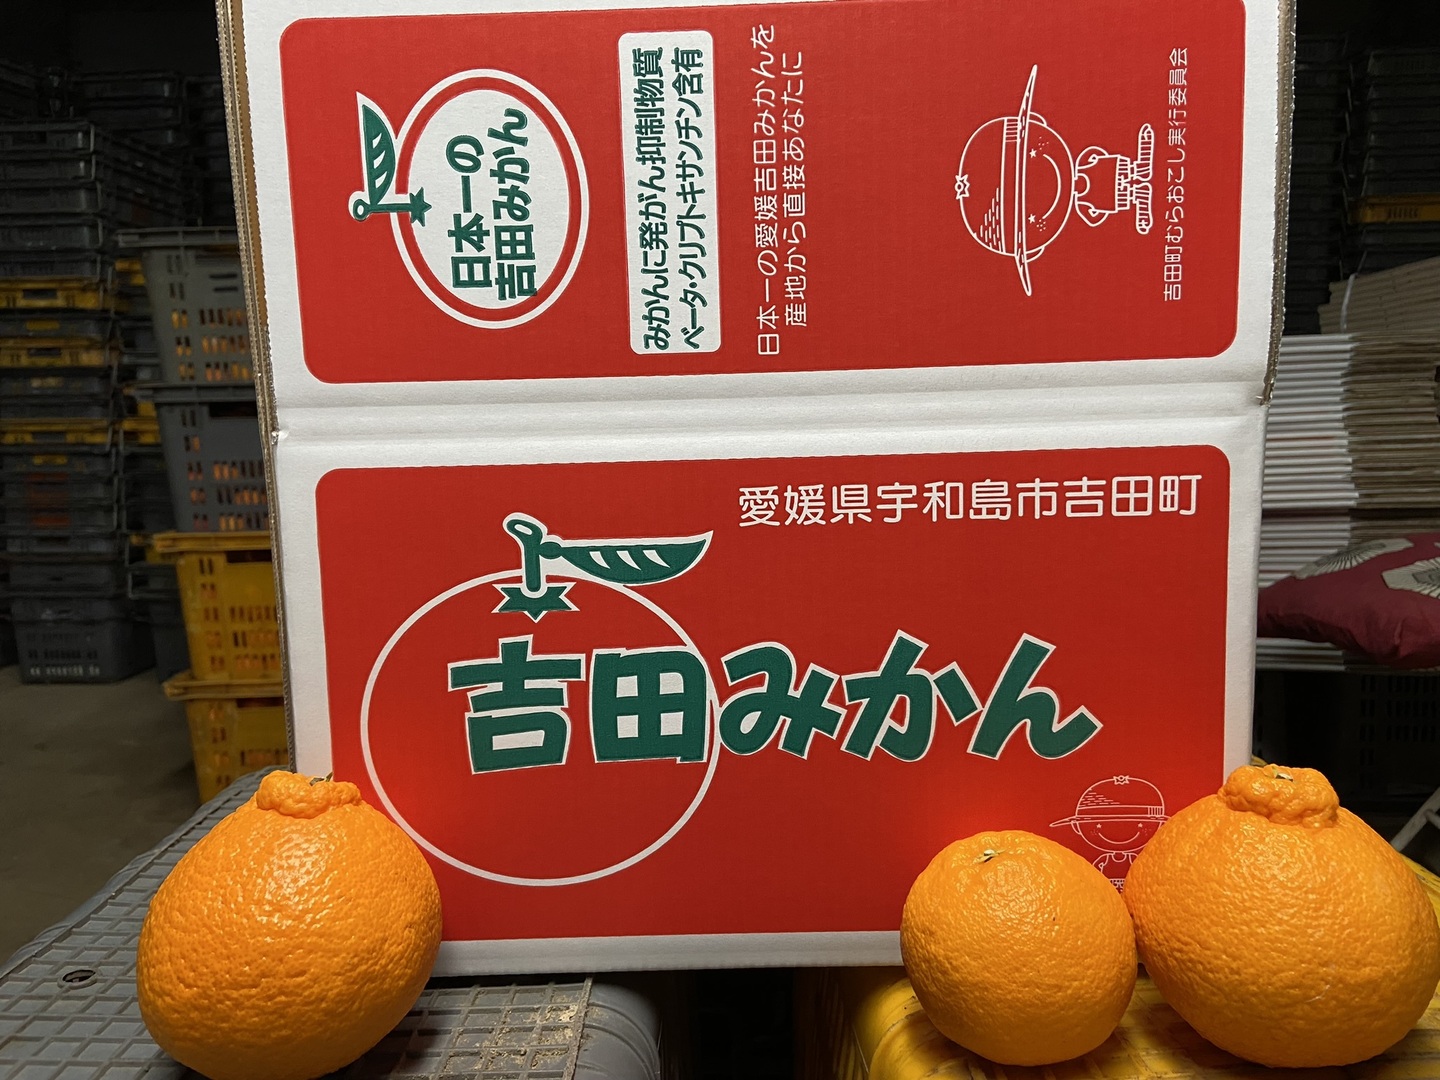 日本一の
吉田みかん
みかんに発がん抑制物質
ベータ・クリプトキサンチン含有
日本一の愛媛吉田みかんを
産地から直接あなたに
吉田町むらおこし実行委員会
愛媛県宇和島市吉田町
吉田みかん